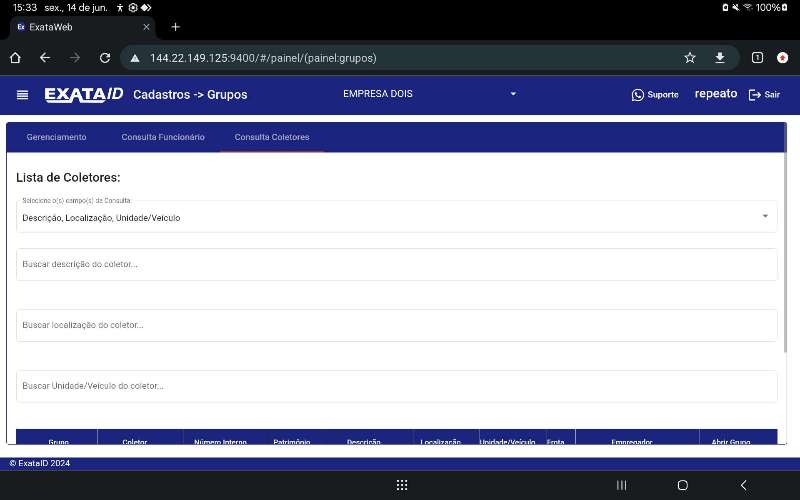 15:33 sex., 14 de jun. 100%
Ex ExataWeb
144.22.149.125:9400/#/painel/(painel:grupos) 1
EXATAID Cadastros -> Grupos EMPRESA DOIS Suporte repeato Sair
Gerenciamento Consulta Funcionário Consulta Coletores
Lista de Coletores:
Selecione o(s) campo(s) da Consulta
Descrição, Localização, Unidade/Veículo
Buscar descrição do coletor...
Buscar localização do coletor...
Buscar Unidade/Veículo do coletor...
Grupo Coletor Número Interno Patrimônio Descrição Localização Unidade/Veículo Frota Empregador Abrir Grupo
© ExataID 2024